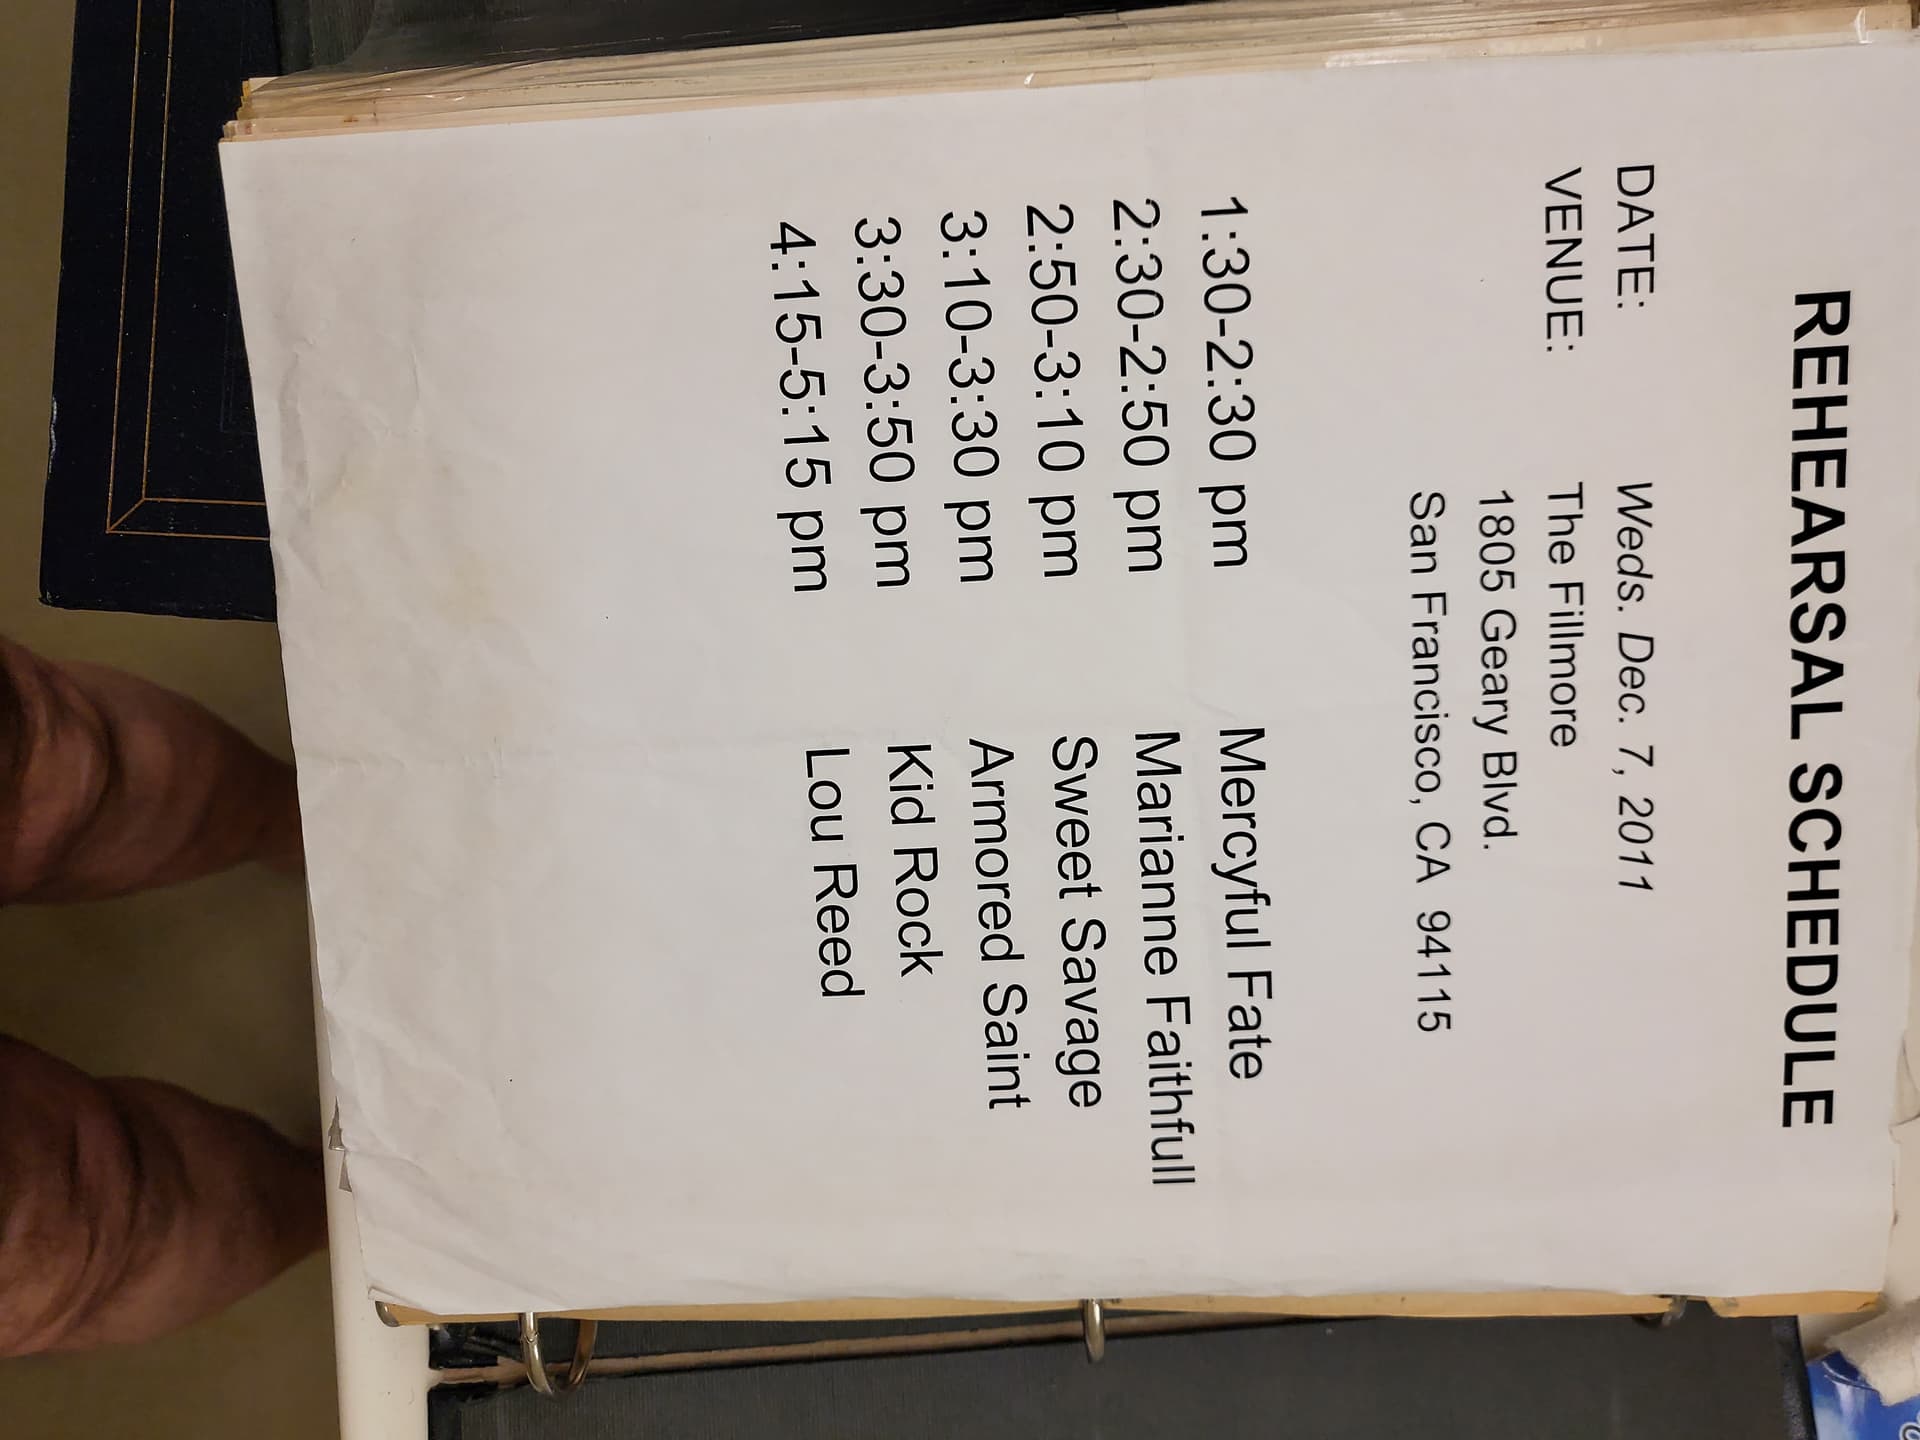 REHEARSAL SCHEDULE
DATE: Weds. Dec. 7, 2011
VENUE: The Fillmore
1805 Geary Blvd.
San Francisco, CA 94115
1:30-2:30 pm Mercyful Fate
2:30-2:50 pm Marianne Faithfull
2:50-3:10 pm Sweet Savage
3:10-3:30 pm Armored Saint
3:30-3:50 pm Kid Rock
4:15-5:15 pm Lou Reed